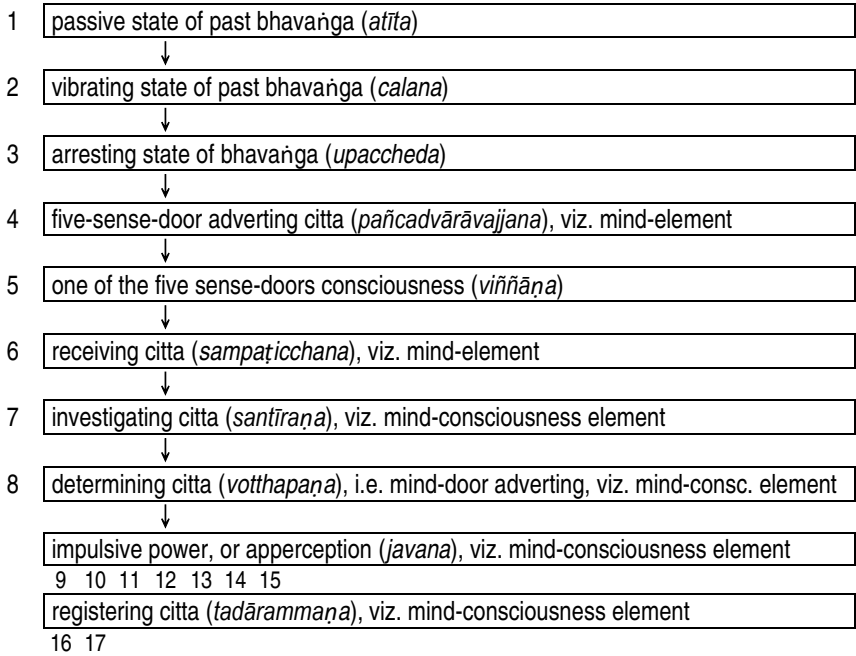 1 passive state of past bhavaṅga (atīta)
2 vibrating state of past bhavaṅga (calana)
3 arresting state of bhavaṅga (upaccheda)
4 five-sense-door adverting citta (pañcadvārāvajjana), viz. mind-element
5 one of the five sense-doors consciousness (viññāṇa)
6 receiving citta (sampaṭicchana), viz. mind-element
7 investigating citta (santīraṇa), viz. mind-consciousness element
8 determining citta (votthapaṇa), i.e. mind-door adverting, viz. mind-consc. element
impulsive power, or apperception (javana), viz. mind-consciousness element
9 10 11 12 13 14 15
registering citta (tadārammaṇa), viz. mind-consciousness element
16 17